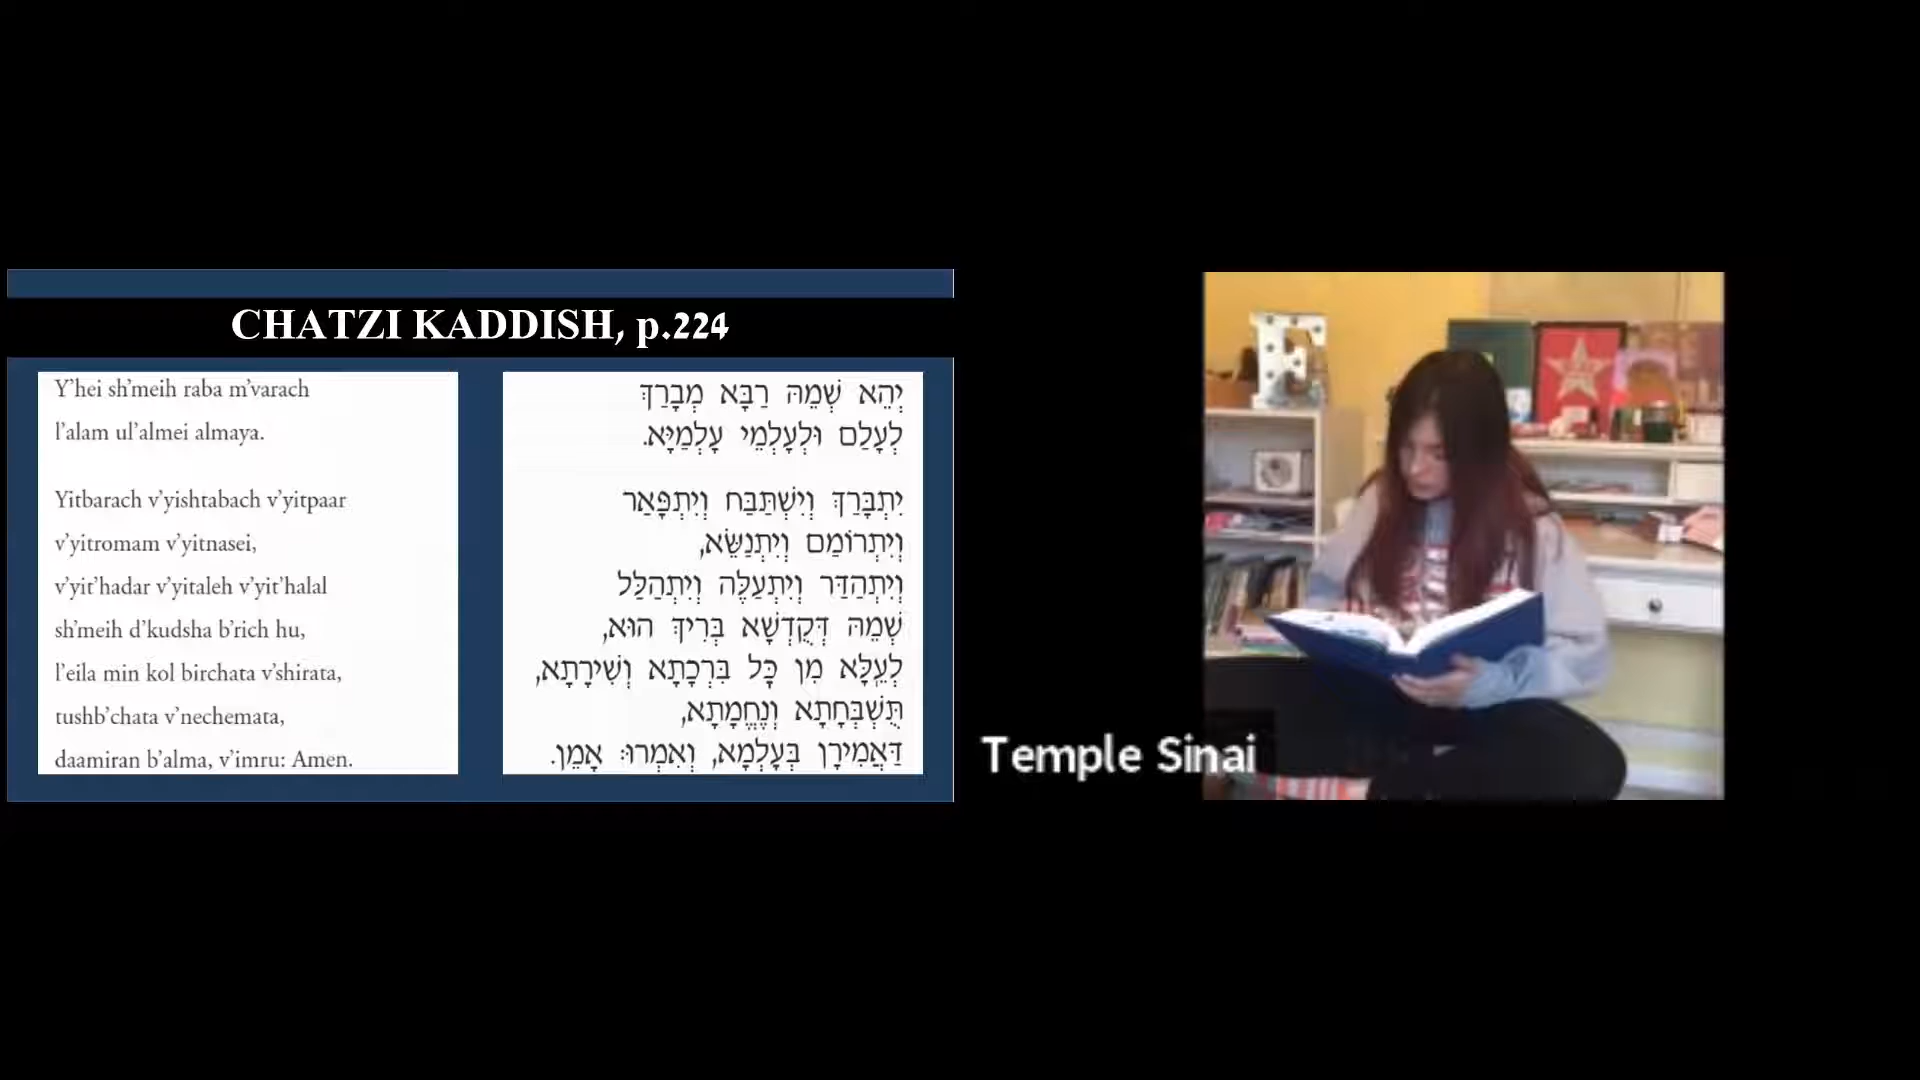 CHATZI KADDISH, p.224
Y'hei sh'meih raba m'varach
l'alam ul'almei almaya.
Yitbarach v'yishtabach v'yitpaar
v'yitromam v'yitnasei,
v'yit'hadar v'yitaleh v'yit'halal
sh'meih d'kudsha b'rich hu,
l'eila min kol birchata v'shirata,
tushb'chata v'nechemata,
daamiran b'alma, v'imru: Amen.
יְהֵא שְׁמֵהּ רַבָּא מְבָרַךְ
לְעָלַם וּלְעָלְמֵי עָלְמַיָּא.
יִתְבָּרַךְ וְיִשְׁתַּבַּח וְיִתְפָּאַר
וְיִתְרוֹמַם וְיִתְנַשֵּׂא,
וְיִתְהַדַּר וְיִתְעַלֶּה וְיִתְהַלַּל
שְׁמֵהּ דְּקֻדְשָׁא בְּרִיךְ הוּא,
לְעֵלָּא מִן כָּל בִּרְכָתָא וְשִׁירָתָא,
תֻּשְׁבְּחָתָא וְנֶחֱמָתָא,
דַּאֲמִירָן בְּעָלְמָא, וְאִמְרוּ: אָמֵן.
E
Temple Sinai